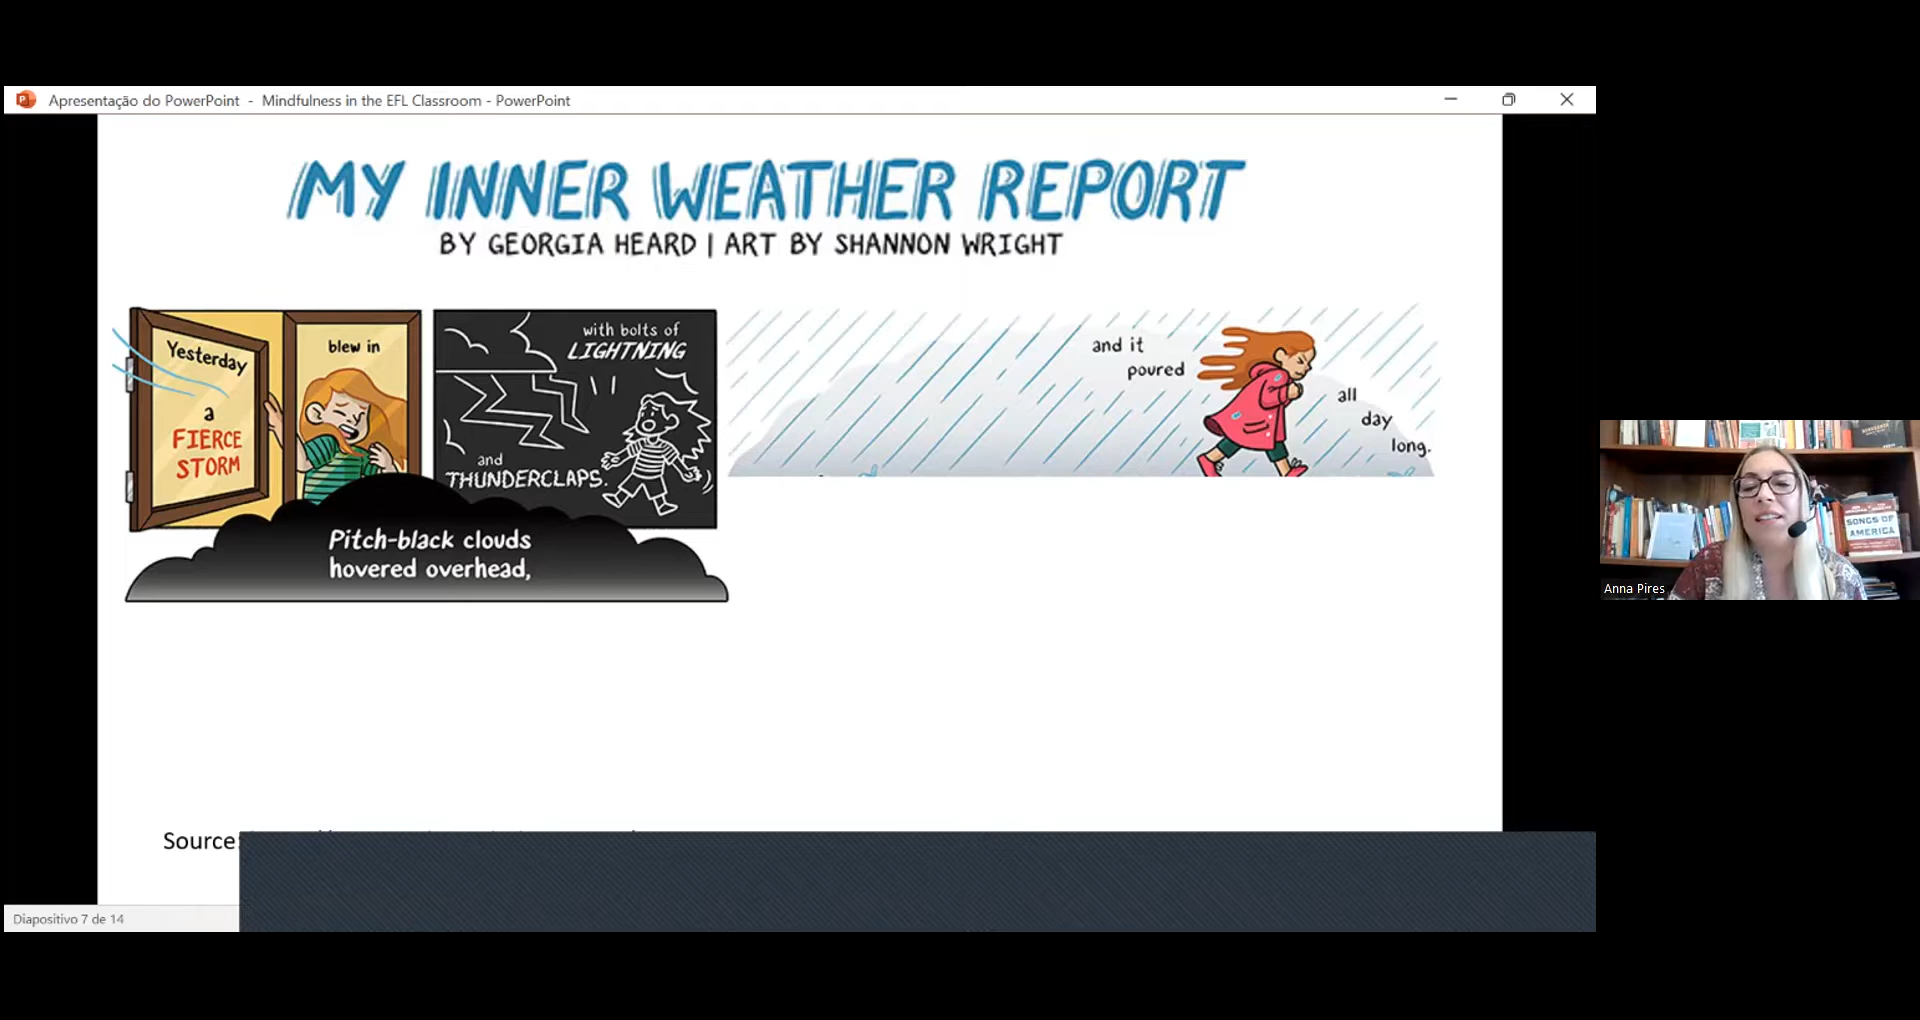 Apresentação do PowerPoint - Mindfulness in the EFL Classroom - PowerPoint
MY INNER WEATHER REPORT
BY GEORGIA HEARD | ART BY SHANNON WRIGHT
Yesterday
a
FIERCE
STORM
blew in
with bolts of
LIGHTNING
and
THUNDERCLAPS.
Pitch-black clouds
hovered overhead,
and it
poured
all
day
long.
Source:
Diapositivo 7 de 14
SONGS OF
AMERICA
Anna Pires